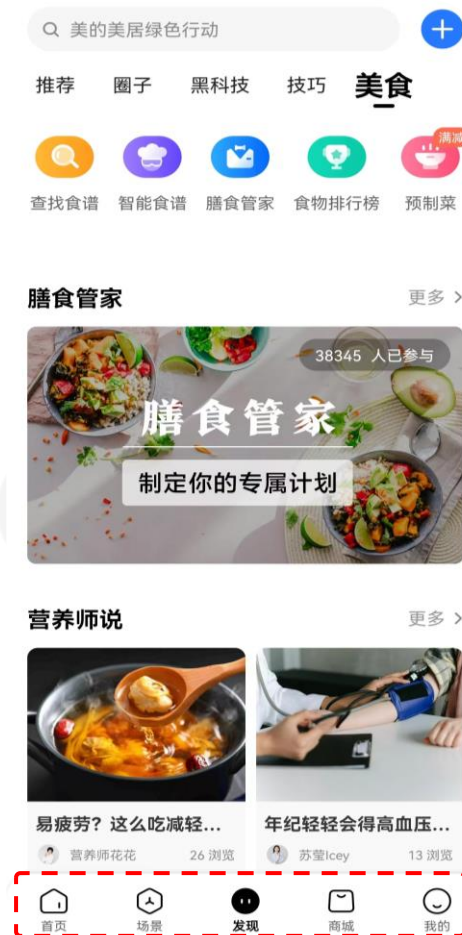 美的美居绿色行动
推荐 圈子 黑科技 技巧 美食
满减
查找食谱 智能食谱 膳食管家 食物排行榜 预制菜
膳食管家 更多
38345 人已参与
膳食管家
制定你的专属计划
营养师说 更多
易疲劳？这么吃减轻... 年纪轻轻会得高血压...
营养师花花 26 浏览 苏莹Icey 13 浏览
首页 场景 发现 商城 我的